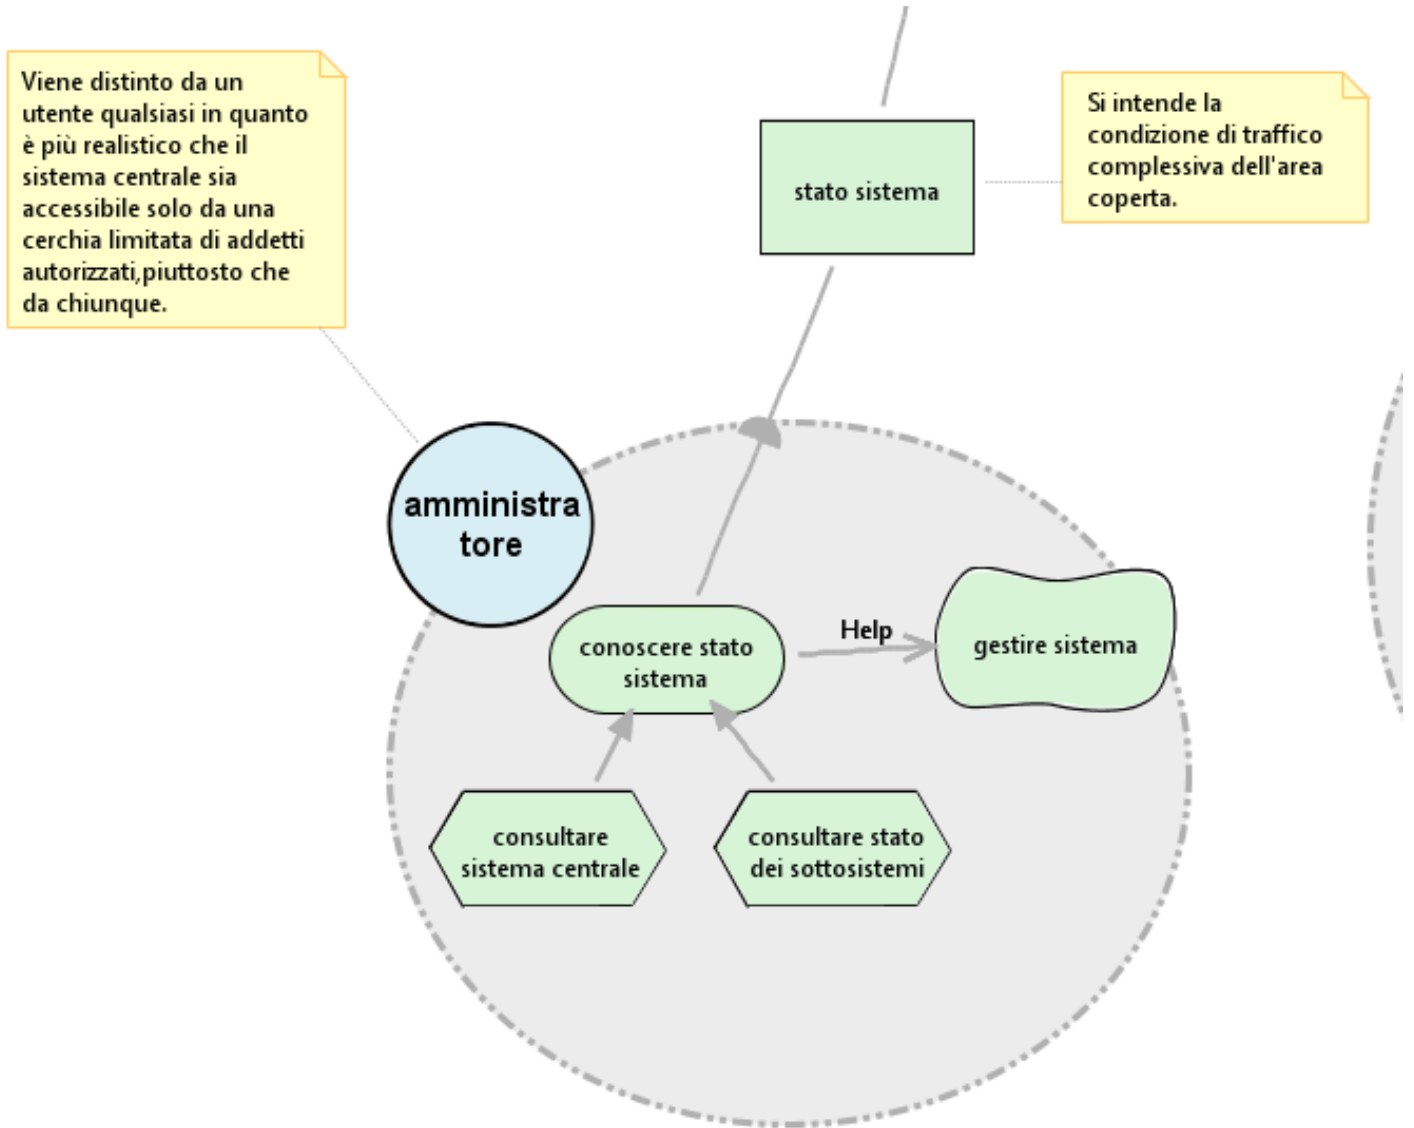 Viene distinto da un
utente qualsiasi in quanto
è più realistico che il
sistema centrale sia
accessibile solo da una
cerchia limitata di addetti
autorizzati,piuttosto che
da chiunque.
stato sistema
Si intende la
condizione di traffico
complessiva dell'area
coperta.
amministra
tore
conoscere stato
sistema
Help
gestire sistema
consultare
sistema centrale
consultare stato
dei sottosistemi